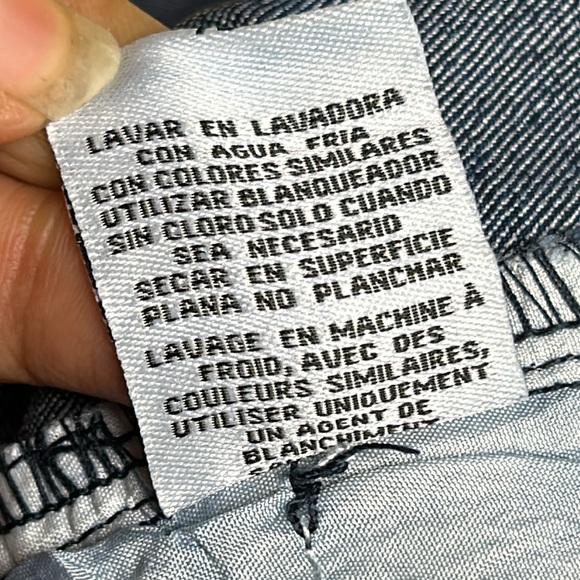 LAVAR EN LAVADORA
CON AGUA FRIA
CON COLORES SIMILARES
UTILIZAR BLANQUEADOR
SIN CLORO SOLO CUANDO
SEA NECESARIO
SECAR EN SUPERFICIE
PLANA NO PLANCHAR
LAVAGE EN MACHINE À
FROID, AVEC DES
COULEURS SIMILAIRES,
UTILISER UNIQUEMENT
UN AGENT DE
BLANCHIMENT